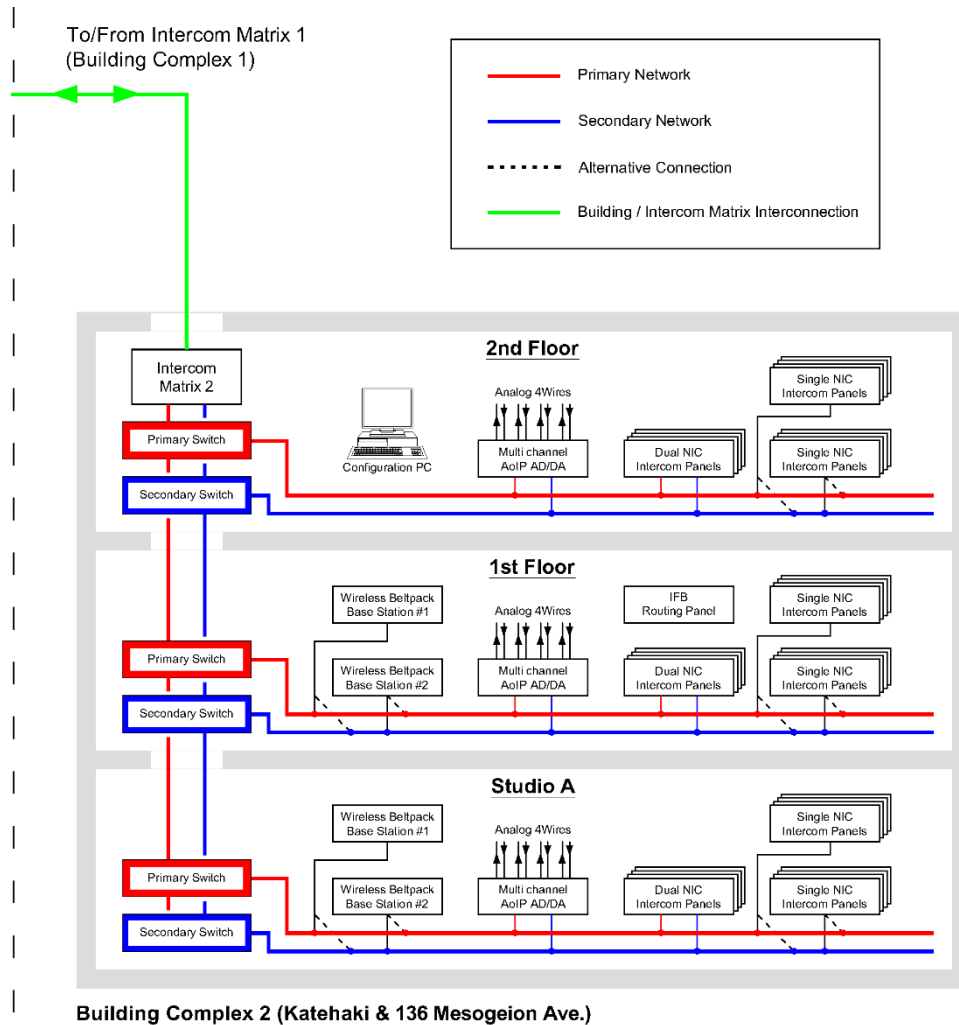 To/From Intercom Matrix 1
(Building Complex 1)
Primary Network
Secondary Network
Alternative Connection
Building / Intercom Matrix Interconnection
2nd Floor
Intercom
Matrix 2
Primary Switch
Secondary Switch
Configuration PC
Analog 4Wires
Multi channel
AoIP AD/DA
Dual NIC
Intercom Panels
Single NIC
Intercom Panels
Single NIC
Intercom Panels
1st Floor
Primary Switch
Secondary Switch
Wireless Beltpack
Base Station #1
Wireless Beltpack
Base Station #2
Analog 4Wires
Multi channel
AoIP AD/DA
IFB
Routing Panel
Dual NIC
Intercom Panels
Single NIC
Intercom Panels
Single NIC
Intercom Panels
Studio A
Primary Switch
Secondary Switch
Wireless Beltpack
Base Station #1
Wireless Beltpack
Base Station #2
Analog 4Wires
Multi channel
AoIP AD/DA
Dual NIC
Intercom Panels
Single NIC
Intercom Panels
Single NIC
Intercom Panels
Building Complex 2 (Katehaki & 136 Mesogeion Ave.)